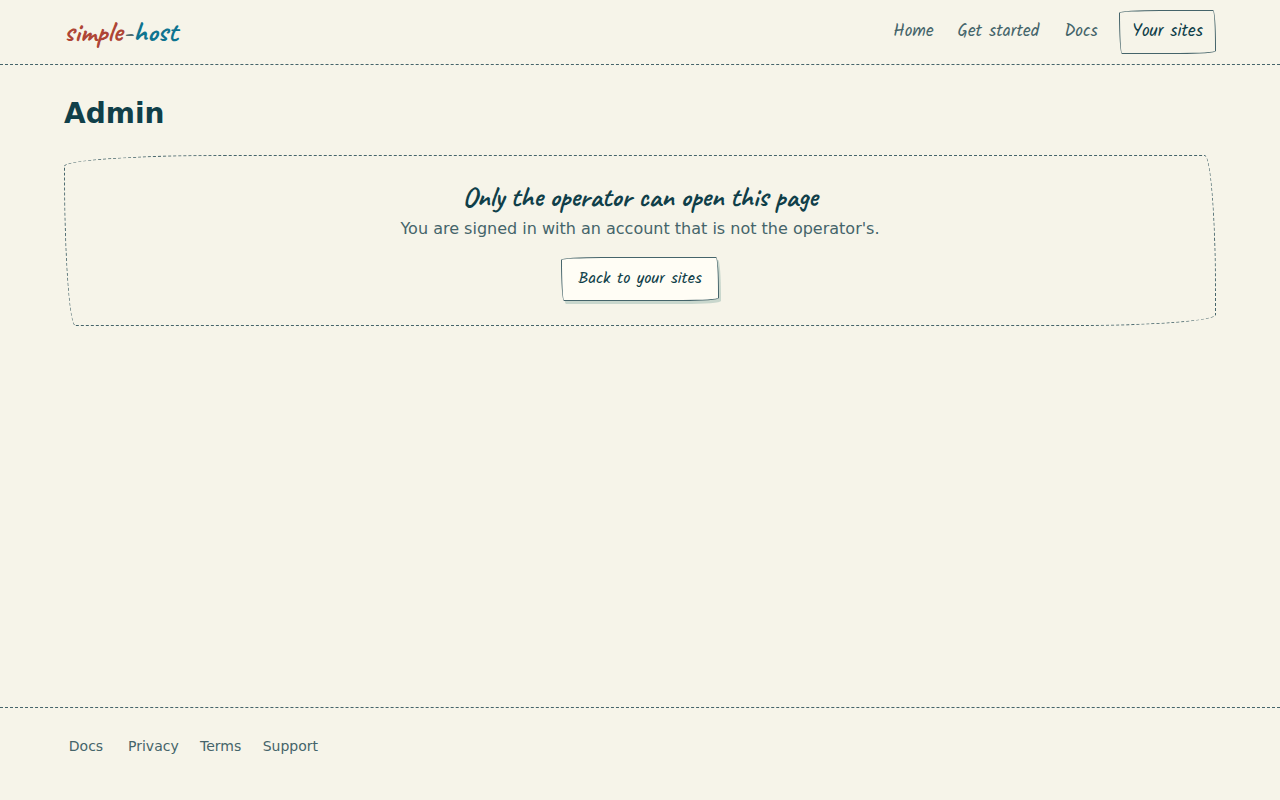 simple-host
Home
Get started
Docs
Your sites
Admin
Only the operator can open this page
You are signed in with an account that is not the operator's.
Back to your sites
Docs
Privacy
Terms
Support